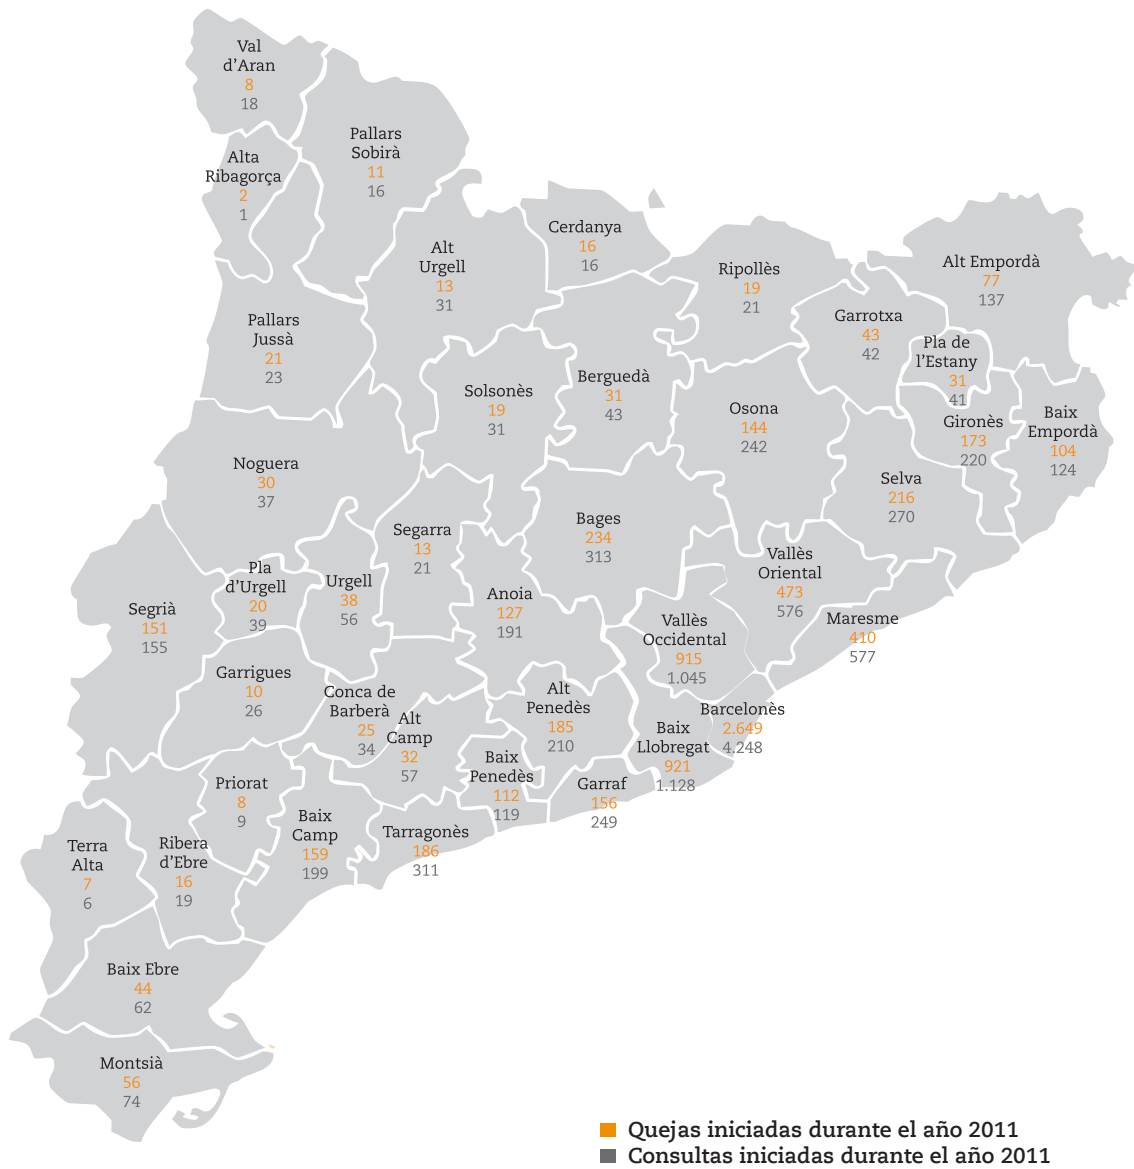 Val
d'Aran
8
18
Pallars
Sobirà
11
16
Alta
Ribagorça
2
1
Cerdanya
16
16
Alt
Urgell
13
31
Ripollès
19
21
Alt Empordà
77
137
Garrotxa
43
42
Pallars
Jussà
21
23
Pla de
l'Estany
31
41
Berguedà
31
43
Solsonès
19
31
Osona
144
242
Gironès
173
220
Baix
Empordà
104
124
Noguera
30
37
Selva
216
270
Bages
234
313
Segarra
13
21
Vallès
Oriental
473
576
Pla
d'Urgell
20
39
Urgell
38
56
Anoia
127
191
Segrià
151
155
Vallès
Occidental
915
1.045
Maresme
410
577
Garrigues
10
26
Conca de
Barberà
25
34
Alt
Penedès
185
210
Barcelonès
2.649
4.248
Alt
Camp
32
57
Baix
Llobregat
921
1.128
Baix
Penedès
112
119
Garraf
156
249
Priorat
8
9
Baix
Camp
159
199
Tarragonès
186
311
Ribera
d'Ebre
16
19
Terra
Alta
7
6
Baix Ebre
44
62
Montsià
56
74
Quejas iniciadas durante el año 2011
Consultas iniciadas durante el año 2011